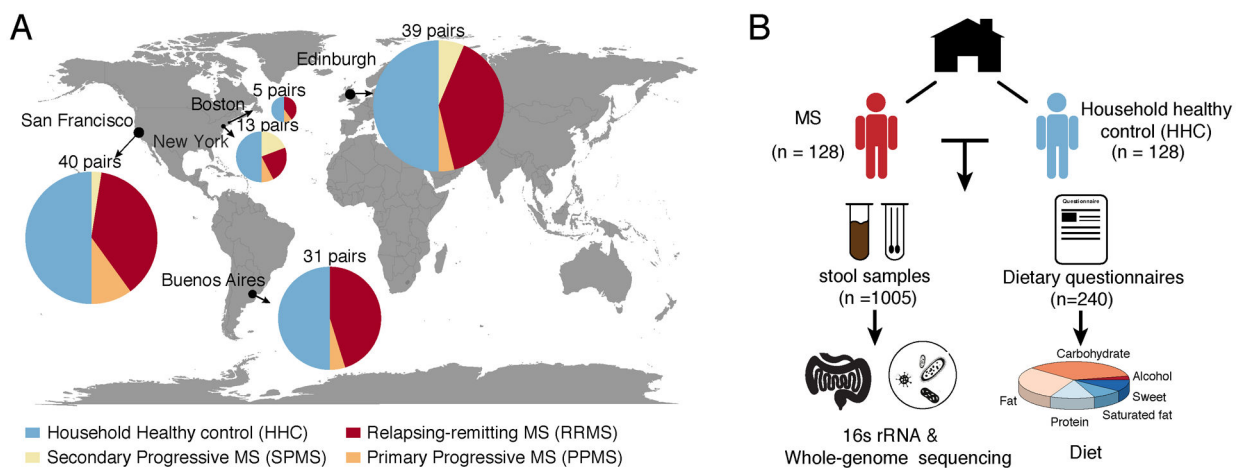 A
39 pairs
Edinburgh
5 pairs
Boston
San Francisco
New York
13 pairs
40 pairs
31 pairs
Buenos Aires
Household Healthy control (HHC)
Relapsing-remitting MS (RRMS)
Secondary Progressive MS (SPMS)
Primary Progressive MS (PPMS)
B
MS
(n = 128)
Household healthy
control (HHC)
(n = 128)
Questionnaire
stool samples
(n =1005)
Dietary questionnaires
(n=240)
Carbohydrate
Alcohol
Sweet
Saturated fat
Protein
Fat
16s rRNA &
Whole-genome sequencing
Diet